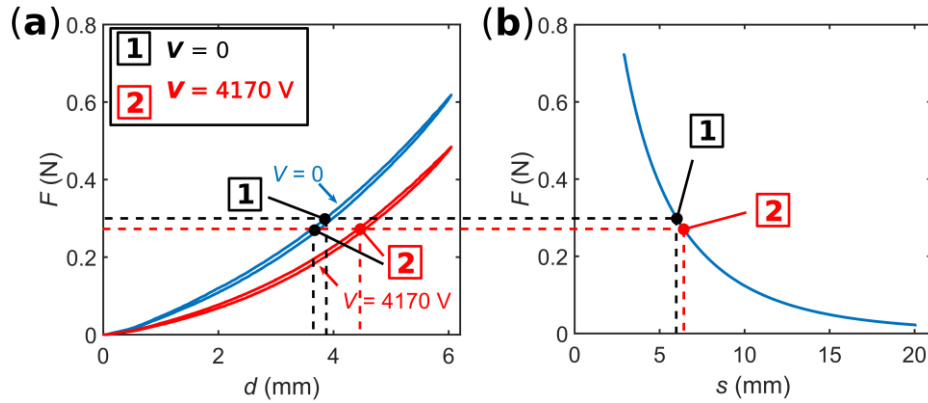 (a)
0.8
0.6
0.4
0.2
0
F (N)
1 V = 0
2 V = 4170 V
1
V = 0
2
V = 4170 V
0 2 4 6
d (mm)
(b)
0.8
0.6
0.4
0.2
0
F (N)
1
2
0 5 10 15 20
s (mm)